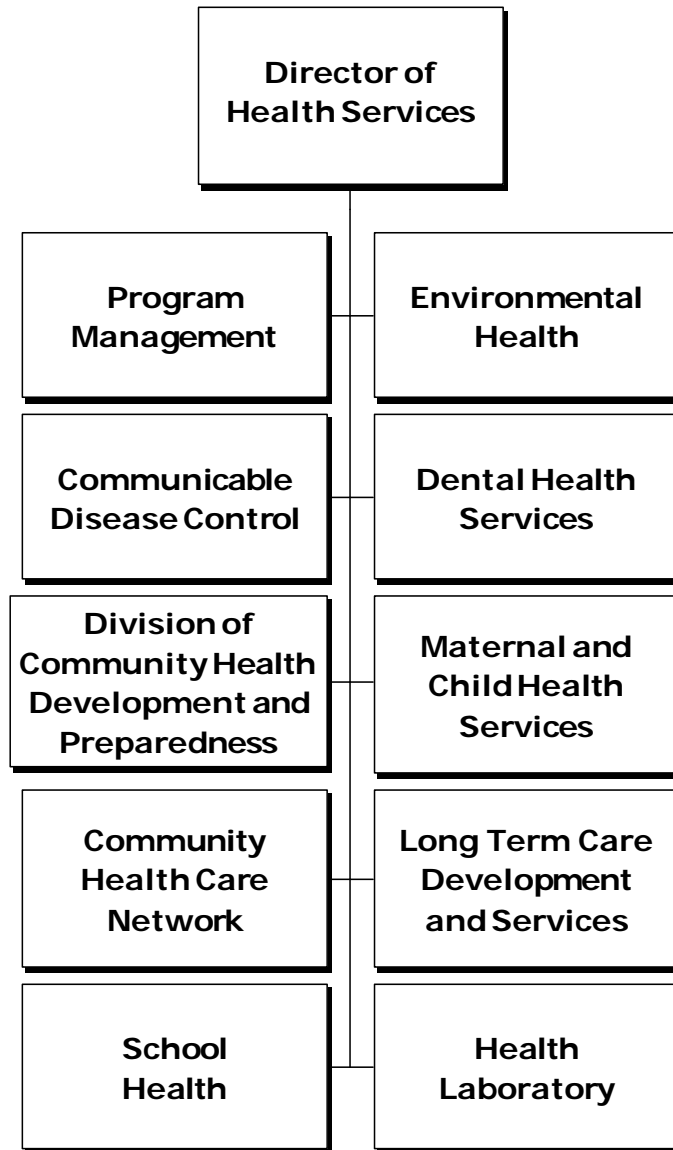 Director of
Health Services
Program
Management
Environmental
Health
Communicable
Disease Control
Dental Health
Services
Division of
Community Health
Development and
Preparedness
Maternal and
Child Health
Services
Community
Health Care
Network
Long Term Care
Development
and Services
School
Health
Health
Laboratory